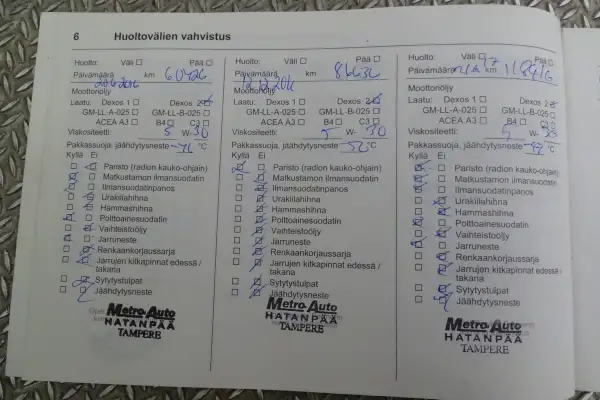 6 Huoltovälien vahvistus
Huolto: Väli Pää
Päivämäärä km 60426
Moottoriöljy
Laatu: Dexos 1 Dexos 2
GM-LL-A-025 GM-LL-B-025
ACEA A3 B4 C3
Viskositeetti: 5 W- 30
Pakkassuoja, jäähdytysneste °C
Kyllä Ei
Paristo (radion kauko-ohjain)
Matkustamon ilmansuodatin
Ilmansuodatinpanos
Urakiilahihna
Hammashihna
Polttoainesuodatin
Vaihteistoöljy
Jarruneste
Renkaankorjaussarja
Jarrujen kitkapinnat edessä /
takana
Sytytystulpat
Jäähdytysneste
Metro Auto
HATANPÄÄ
TAMPERE
Huolto: Väli Pää
Päivämäärä km
Moottoriöljy
Laatu: Dexos 1 Dexos 2
GM-LL-A-025 GM-LL-B-025
ACEA A3 B4 C3
Viskositeetti: 5 W- 30
Pakkassuoja, jäähdytysneste °C
Kyllä Ei
Paristo (radion kauko-ohjain)
Matkustamon ilmansuodatin
Ilmansuodatinpanos
Urakiilahihna
Hammashihna
Polttoainesuodatin
Vaihteistoöljy
Jarruneste
Renkaankorjaussarja
Jarrujen kitkapinnat edessä /
takana
Sytytystulpat
Jäähdytysneste
Metro Auto
HATANPÄÄ
TAMPERE
Huolto: Väli Pää
Päivämäärä km
Moottoriöljy
Laatu: Dexos 1 Dexos 2
GM-LL-A-025 GM-LL-B-025
ACEA A3 B4 C3
Viskositeetti: 5 W-
Pakkassuoja, jäähdytysneste °C
Kyllä Ei
Paristo (radion kauko-ohjain)
Matkustamon ilmansuodatin
Ilmansuodatinpanos
Urakiilahihna
Hammashihna
Polttoainesuodatin
Vaihteistoöljy
Jarruneste
Renkaankorjaussarja
Jarrujen kitkapinnat edessä /
takana
Sytytystulpat
Jäähdytysneste
Metro Auto
HATANPÄÄ
TAMPERE